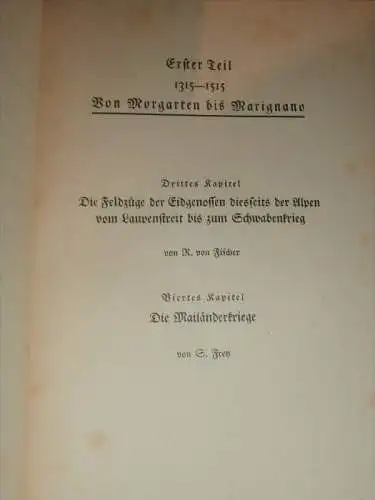 Erster Teil
1315—1515
Von Morgarten bis Marignano
Drittes Kapitel
Die Feldzüge der Eidgenossen diesseits der Alpen
vom Laupenstreit bis zum Schwabenkrieg
von R. von Fischer
Viertes Kapitel
Die Mailänderkriege
von S. Frey